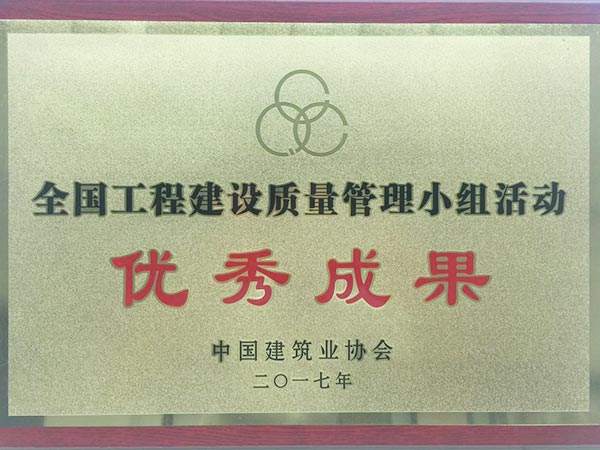 全国工程建设质量管理小组活动
优秀成果
中国建筑业协会
二〇一七年